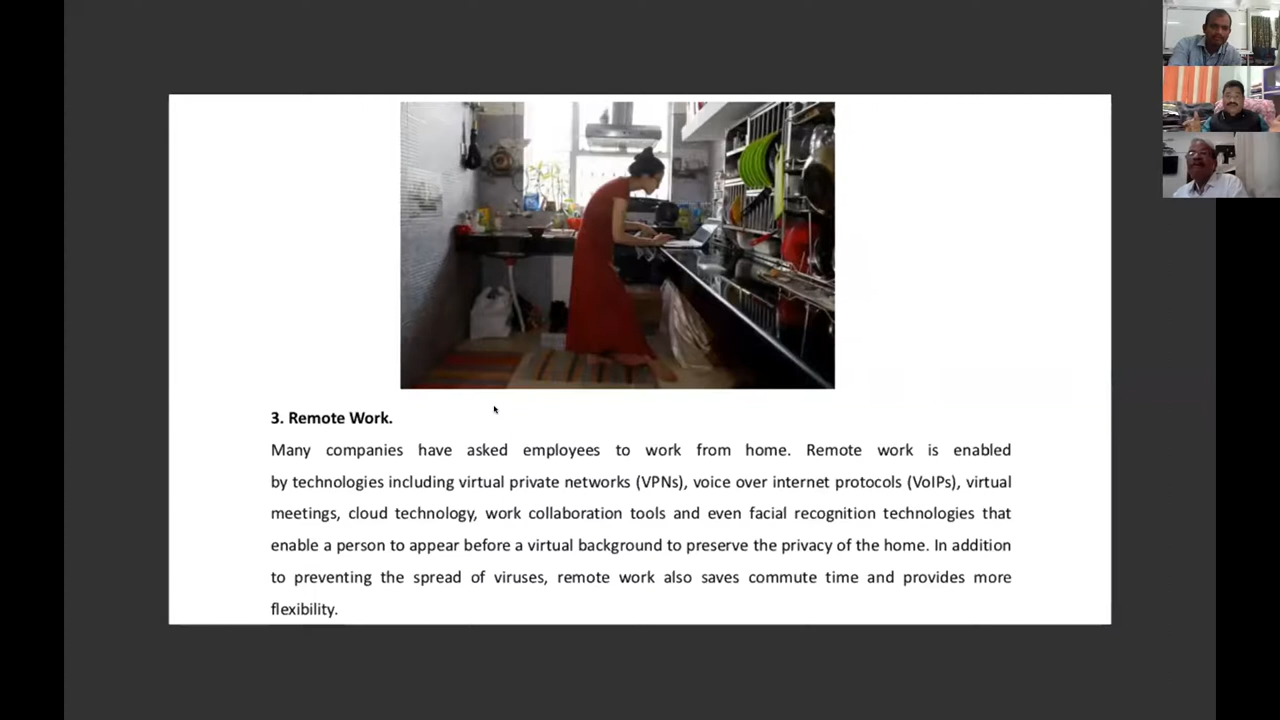 3. Remote Work.
Many companies have asked employees to work from home. Remote work is enabled
by technologies including virtual private networks (VPNs), voice over internet protocols (VoIPs), virtual
meetings, cloud technology, work collaboration tools and even facial recognition technologies that
enable a person to appear before a virtual background to preserve the privacy of the home. In addition
to preventing the spread of viruses, remote work also saves commute time and provides more
flexibility.